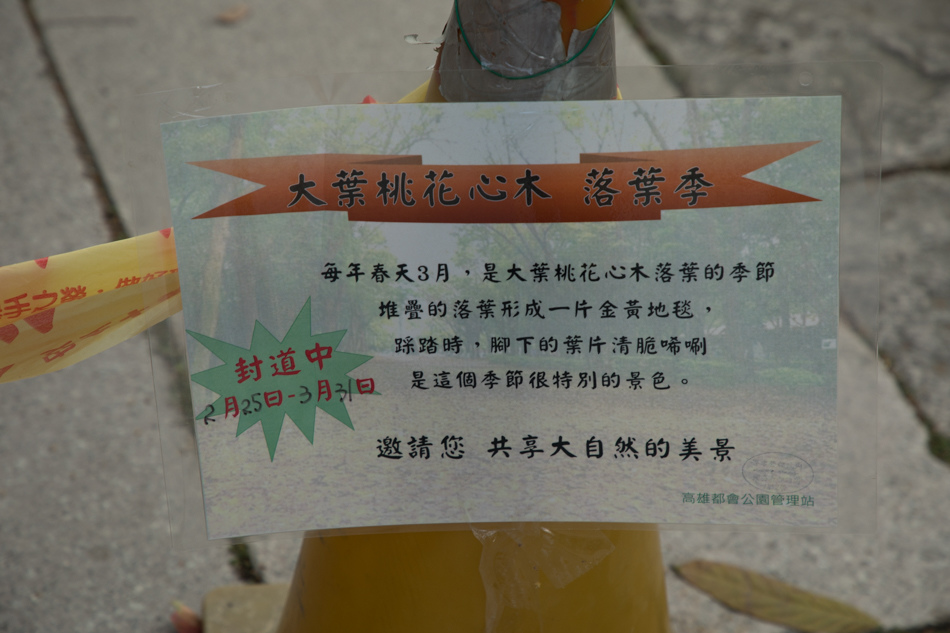 大葉桃花心木 落葉季
每年春天3月，是大葉桃花心木落葉的季節
堆疊的落葉形成一片金黃地毯，
踩踏時，腳下的葉片清脆唏唰
是這個季節很特別的景色。
封道中
2月25日-3月31日
邀請您 共享大自然的美景
高雄都會公園管理站
手之勞，做好